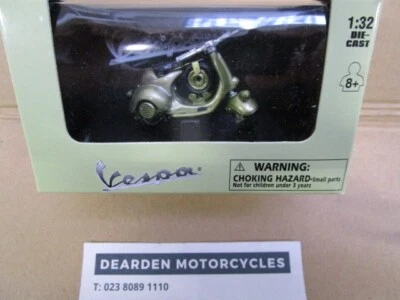 1:32
DIE-
CAST
8+
Vespa
WARNING:
CHOKING HAZARD-Small parts
Not for children under 3 years
DEARDEN MOTORCYCLES
T: 023 8089 1110